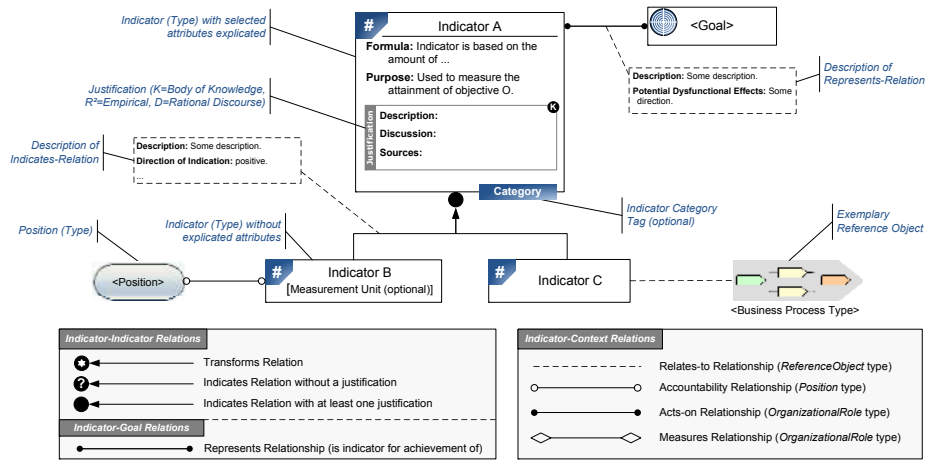 Indicator (Type) with selected
attributes explicated
#
Indicator A
Formula: Indicator is based on the
amount of ...
Purpose: Used to measure the
attainment of objective O.
Justification
K
Description:
Discussion:
Sources:
Category
<Goal>
Description: Some description.
Potential Dysfunctional Effects: Some
direction.
Description of
Represents-Relation
Justification (K=Body of Knowledge,
R²=Empirical, D=Rational Discourse)
Description of
Indicates-Relation
Description: Some description.
Direction of Indication: positive.
...
Indicator Category
Tag (optional)
Exemplary
Reference Object
Position (Type)
Indicator (Type) without
explicated attributes
<Position>
#
Indicator B
[Measurement Unit (optional)]
#
Indicator C
<Business Process Type>
Indicator-Indicator Relations
Transforms Relation
?
Indicates Relation without a justification
Indicates Relation with at least one justification
Indicator-Goal Relations
Represents Relationship (is indicator for achievement of)
Indicator-Context Relations
Relates-to Relationship (ReferenceObject type)
Accountability Relationship (Position type)
Acts-on Relationship (OrganizationalRole type)
Measures Relationship (OrganizationalRole type)